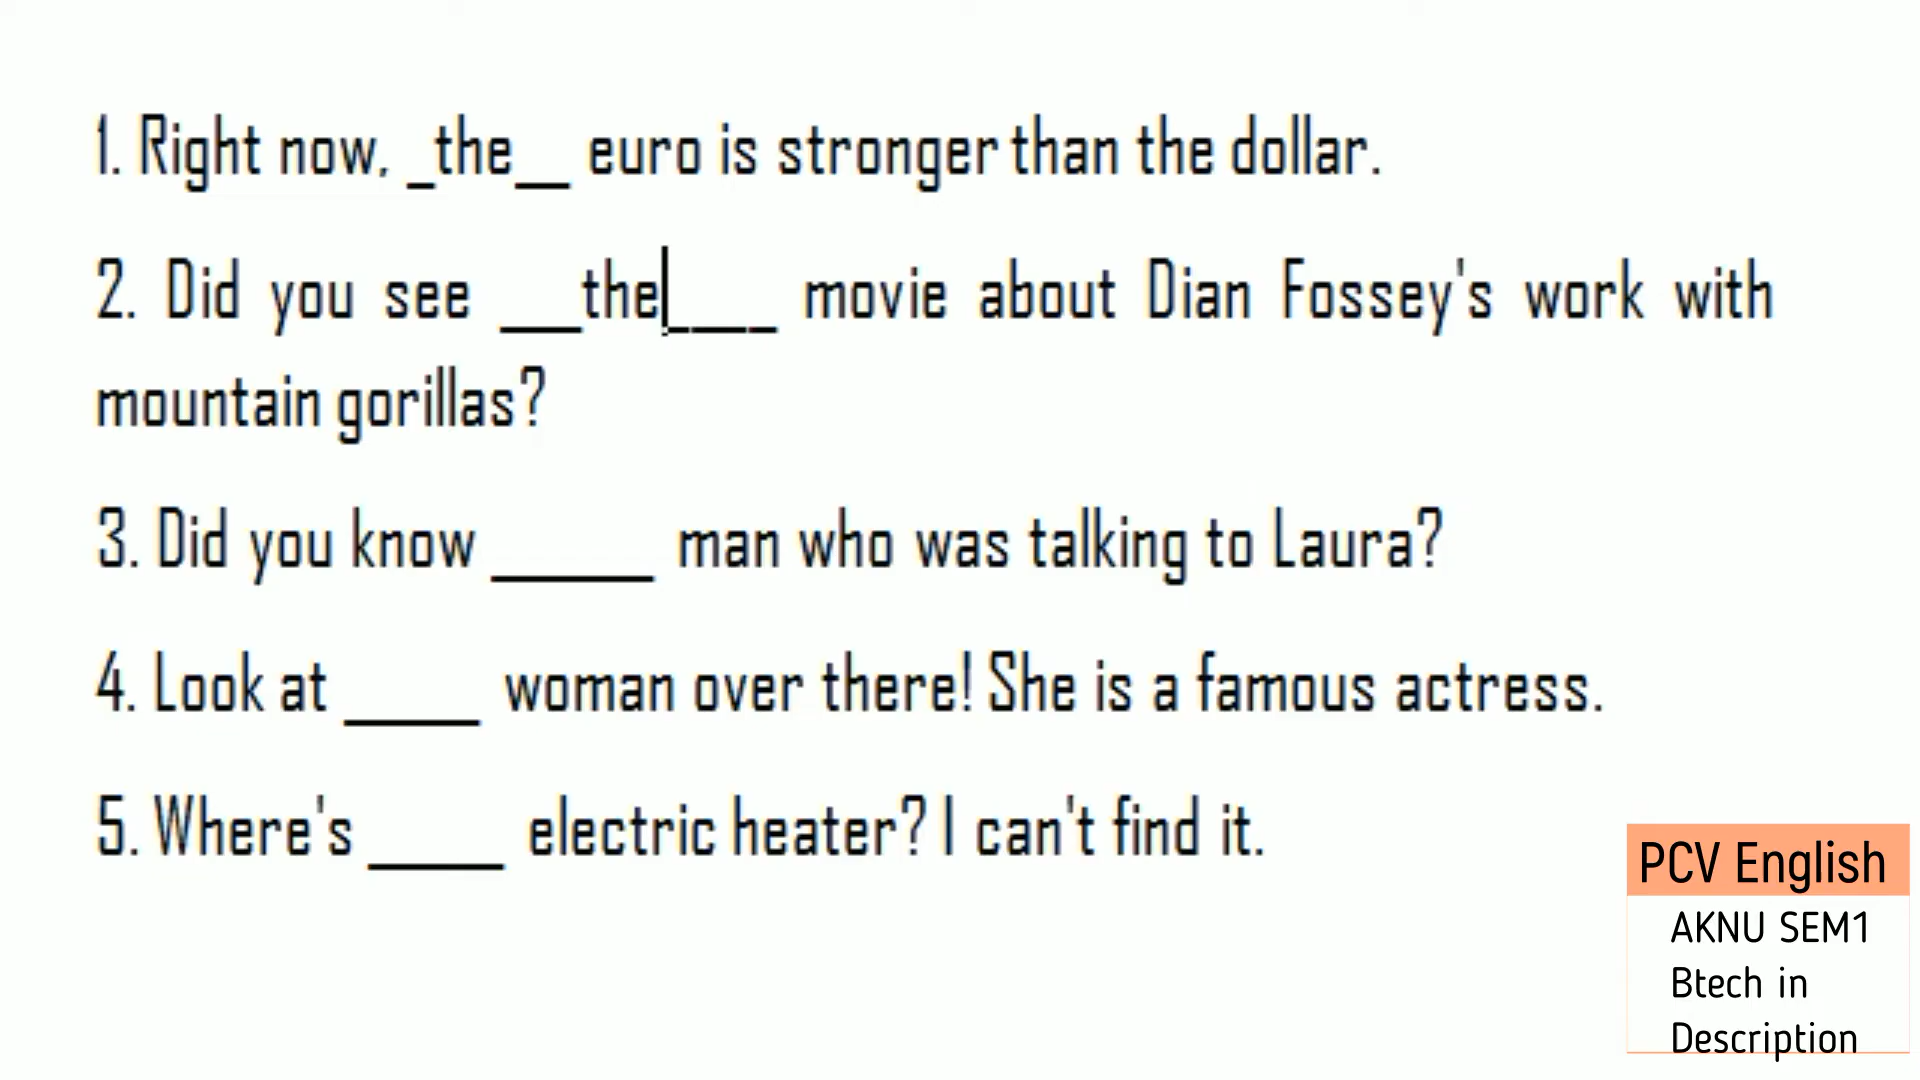 1. Right now, _the__ euro is stronger than the dollar.
2. Did you see ___the____ movie about Dian Fossey's work with
mountain gorillas?
3. Did you know ______ man who was talking to Laura?
4. Look at _____ woman over there! She is a famous actress.
5. Where's _____ electric heater? I can't find it.
PCV English
AKNU SEM1
Btech in
Description